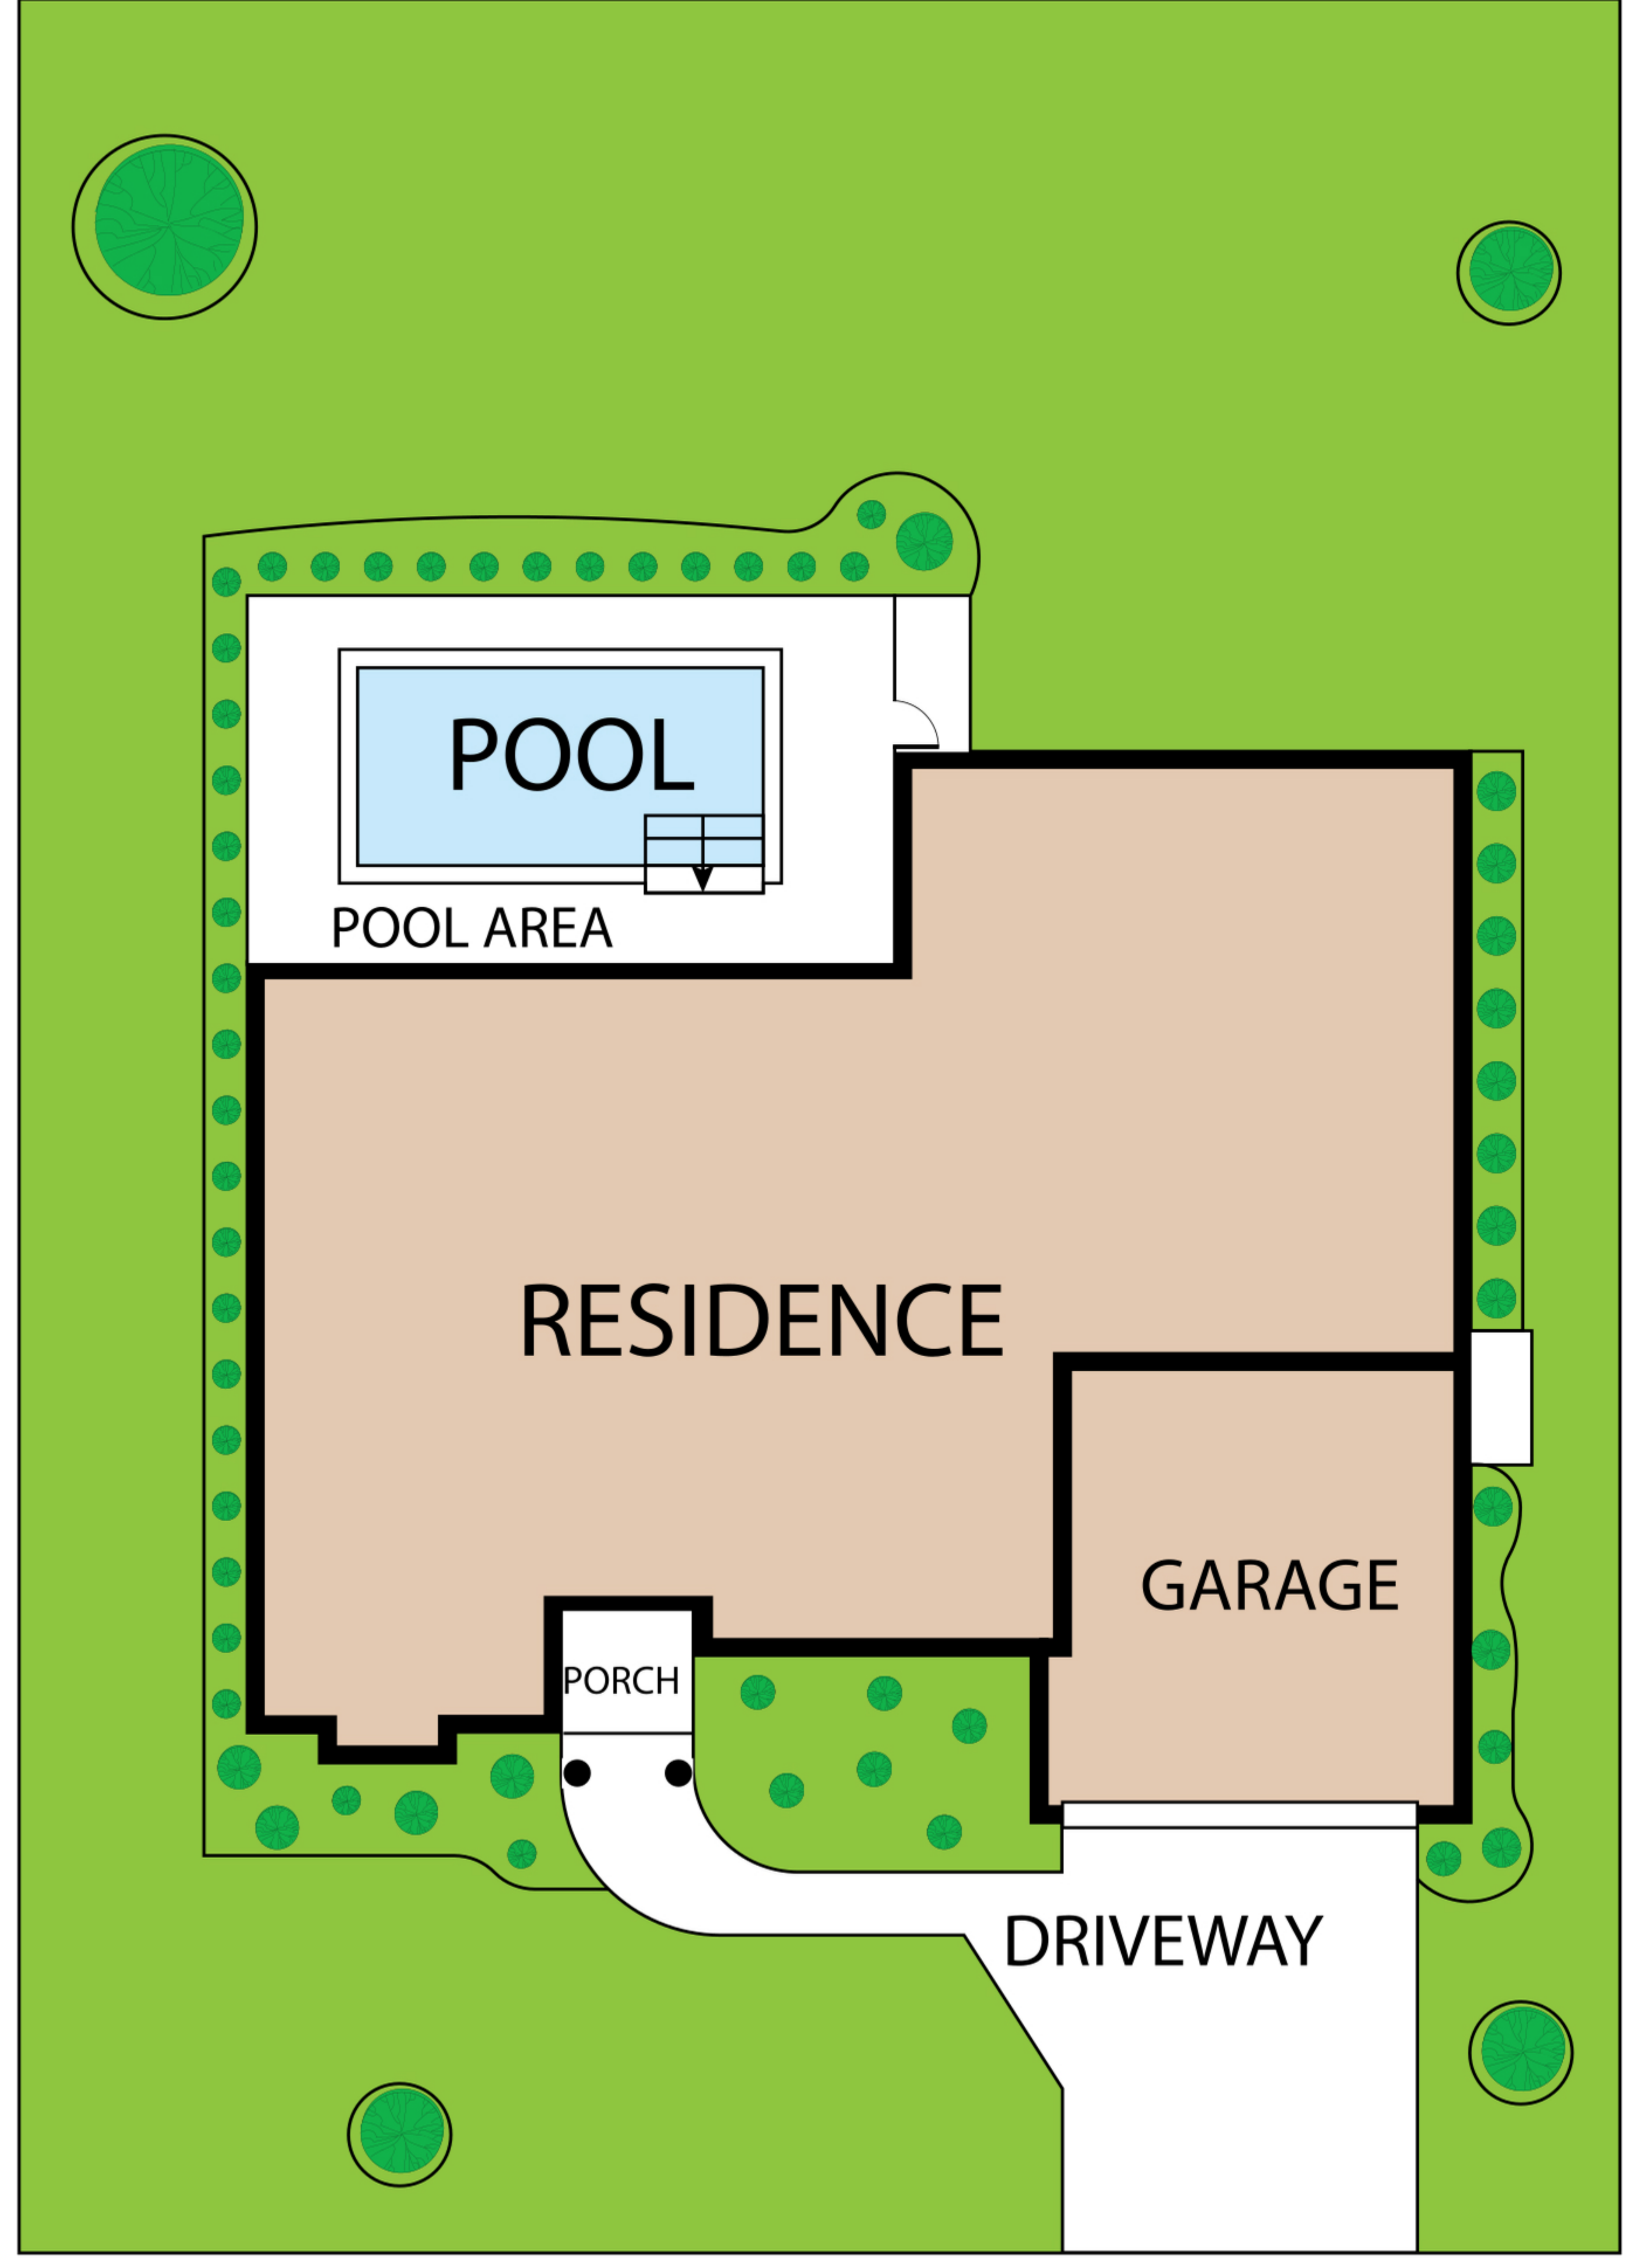 POOL
POOL AREA
RESIDENCE
GARAGE
PORCH
DRIVEWAY